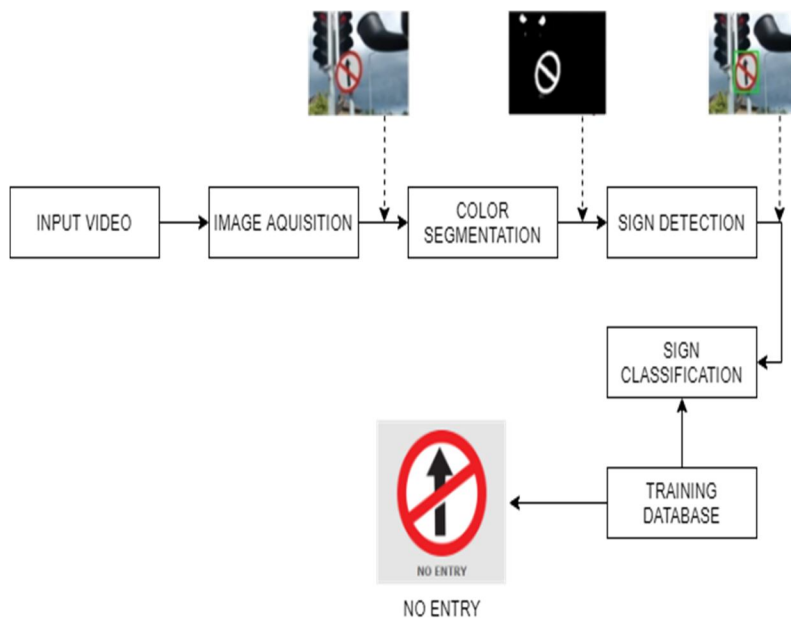 INPUT VIDEO
IMAGE AQUISITION
COLOR
SEGMENTATION
SIGN DETECTION
SIGN
CLASSIFICATION
TRAINING
DATABASE
NO ENTRY
NO ENTRY